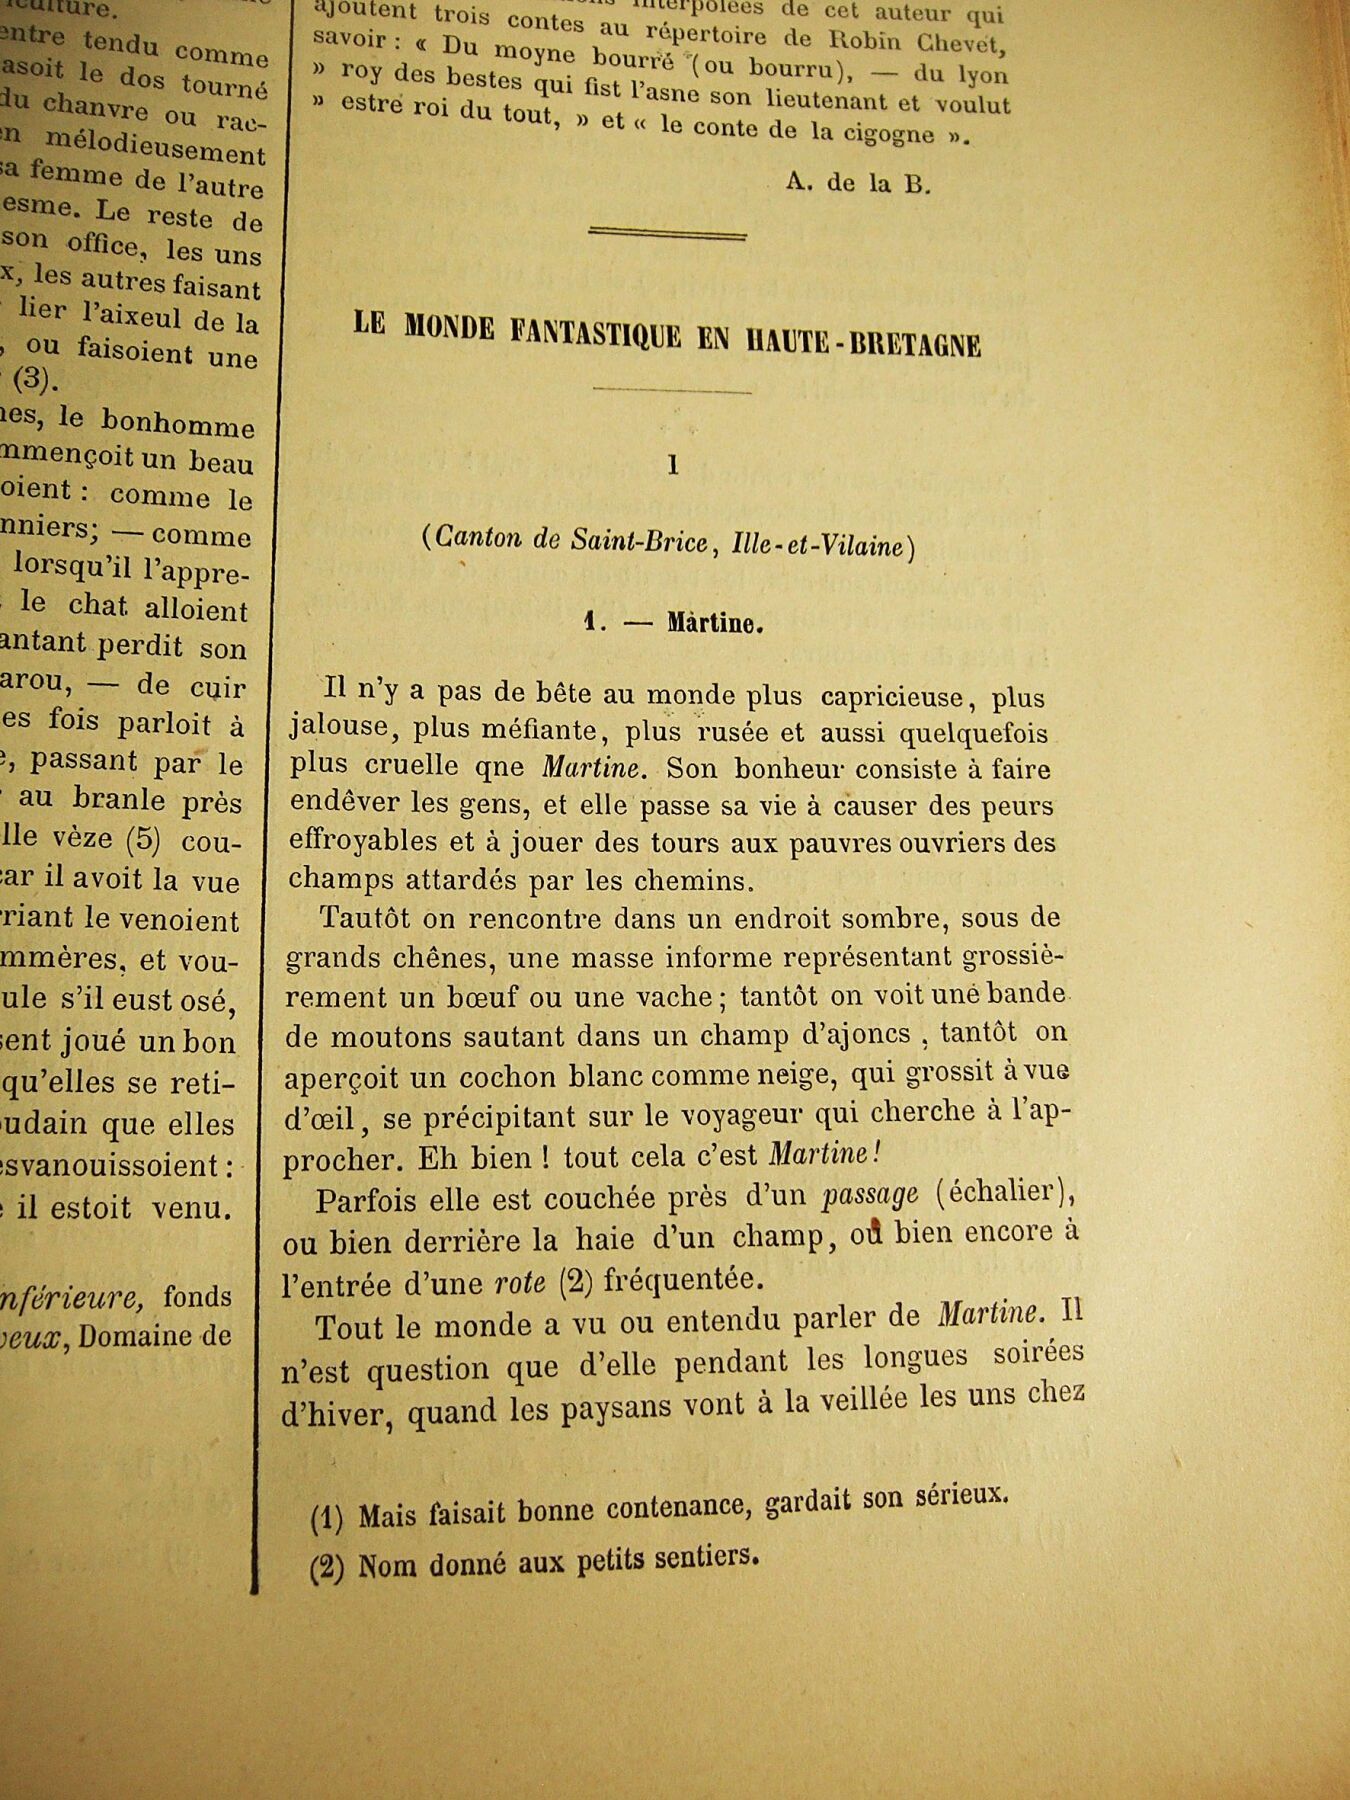 iculture.
entre tendu comme
asoit le dos tourné
du chanvre ou rac-
en mélodieusement
sa femme de l'autre
esme. Le reste de
son office, les uns
x, les autres faisant
lier l'aixeul de la
, ou faisoient une
(3).
nes, le bonhomme
mmençoit un beau
oient : comme le
nniers; — comme
lorsqu'il l'appre-
le chat alloient
antant perdit son
arou, — de cuir
es fois parloit à
e, passant par le
au branle près
lle vèze (5) cou-
car il avoit la vue
rriant le venoient
mmères, et vou-
ule s'il eust osé,
sent joué un bon
qu'elles se reti-
oudain que elles
esvanouissoient :
e il estoit venu.
nférieure, fonds
veux, Domaine de
interpolées de cet auteur qui
ajoutent trois contes au répertoire de Robin Chevet,
savoir : « Du moyne bourré (ou bourru), — du lyon
» roy des bestes qui fist l'asne son lieutenant et voulut
» estre roi du tout, » et « le conte de la cigogne ».
A. de la B.
LE MONDE FANTASTIQUE EN HAUTE-BRETAGNE
1
(Canton de Saint-Brice, Ille-et-Vilaine)
1. — Martine.
Il n'y a pas de bête au monde plus capricieuse, plus
jalouse, plus méfiante, plus rusée et aussi quelquefois
plus cruelle qne Martine. Son bonheur consiste à faire
endêver les gens, et elle passe sa vie à causer des peurs
effroyables et à jouer des tours aux pauvres ouvriers des
champs attardés par les chemins.
Tautôt on rencontre dans un endroit sombre, sous de
grands chênes, une masse informe représentant grossiè-
rement un bœuf ou une vache ; tantôt on voit une bande
de moutons sautant dans un champ d'ajoncs , tantôt on
aperçoit un cochon blanc comme neige, qui grossit à vue
d'œil, se précipitant sur le voyageur qui cherche à l'ap-
procher. Eh bien ! tout cela c'est Martine !
Parfois elle est couchée près d'un passage (échalier),
ou bien derrière la haie d'un champ, ou bien encore à
l'entrée d'une rote (2) fréquentée.
Tout le monde a vu ou entendu parler de Martine. Il
n'est question que d'elle pendant les longues soirées
d'hiver, quand les paysans vont à la veillée les uns chez
(1) Mais faisait bonne contenance, gardait son sérieux.
(2) Nom donné aux petits sentiers.